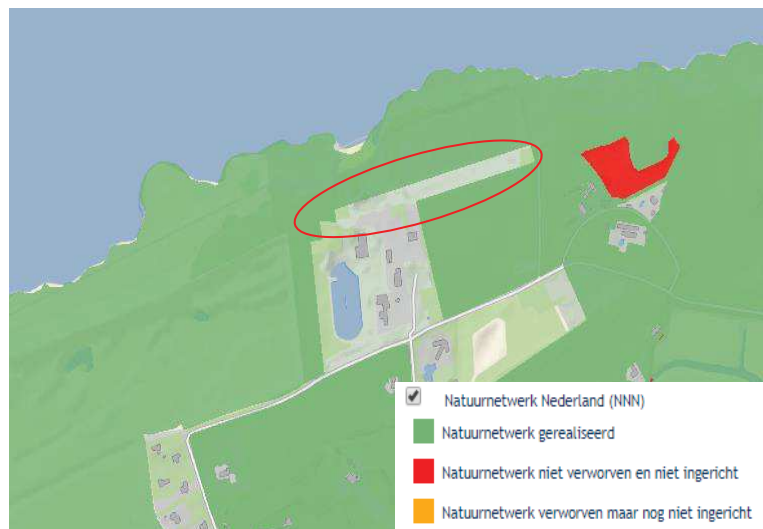 Natuurnetwerk Nederland (NNN)
Natuurnetwerk gerealiseerd
Natuurnetwerk niet verworven en niet ingericht
Natuurnetwerk verworven maar nog niet ingericht